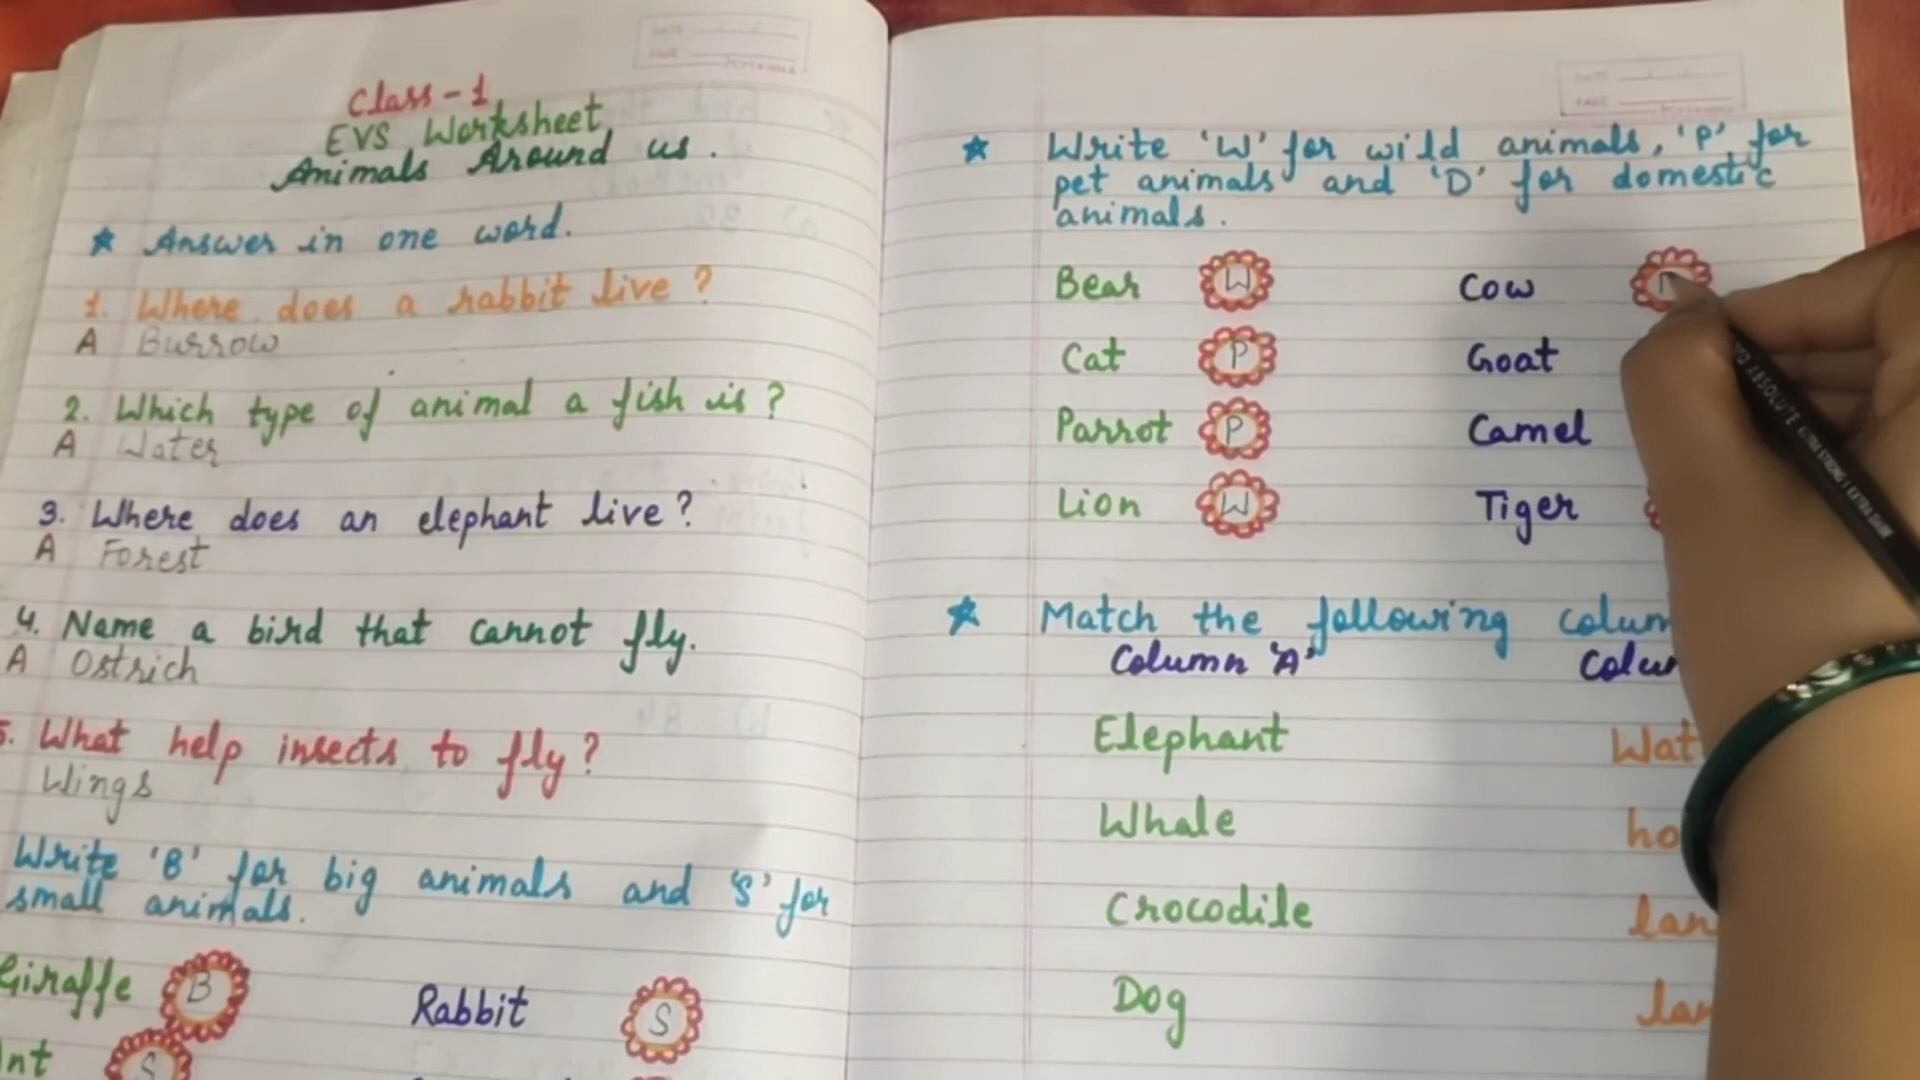 Class-1
EVS Worksheet
Animals Around us.
★ Answer in one word.
1. Where does a rabbit live?
A Burrow
2. Which type of animal a fish is?
A Water
3. Where does an elephant live?
A Forest
4. Name a bird that cannot fly.
A Ostrich
5. What help insects to fly?
Wings
Write 'B' for big animals and 'S' for
small animals.
Giraffe B Rabbit S
S
DATE
PAGE
★ Write 'W' for wild animals, 'P' for
pet animals and 'D' for domestic
animals.
Bear W Cow
Cat P Goat
Parrot P Camel
Lion W Tiger
★ Match the following
Column 'A'
Elephant
Whale
Crocodile
Dog